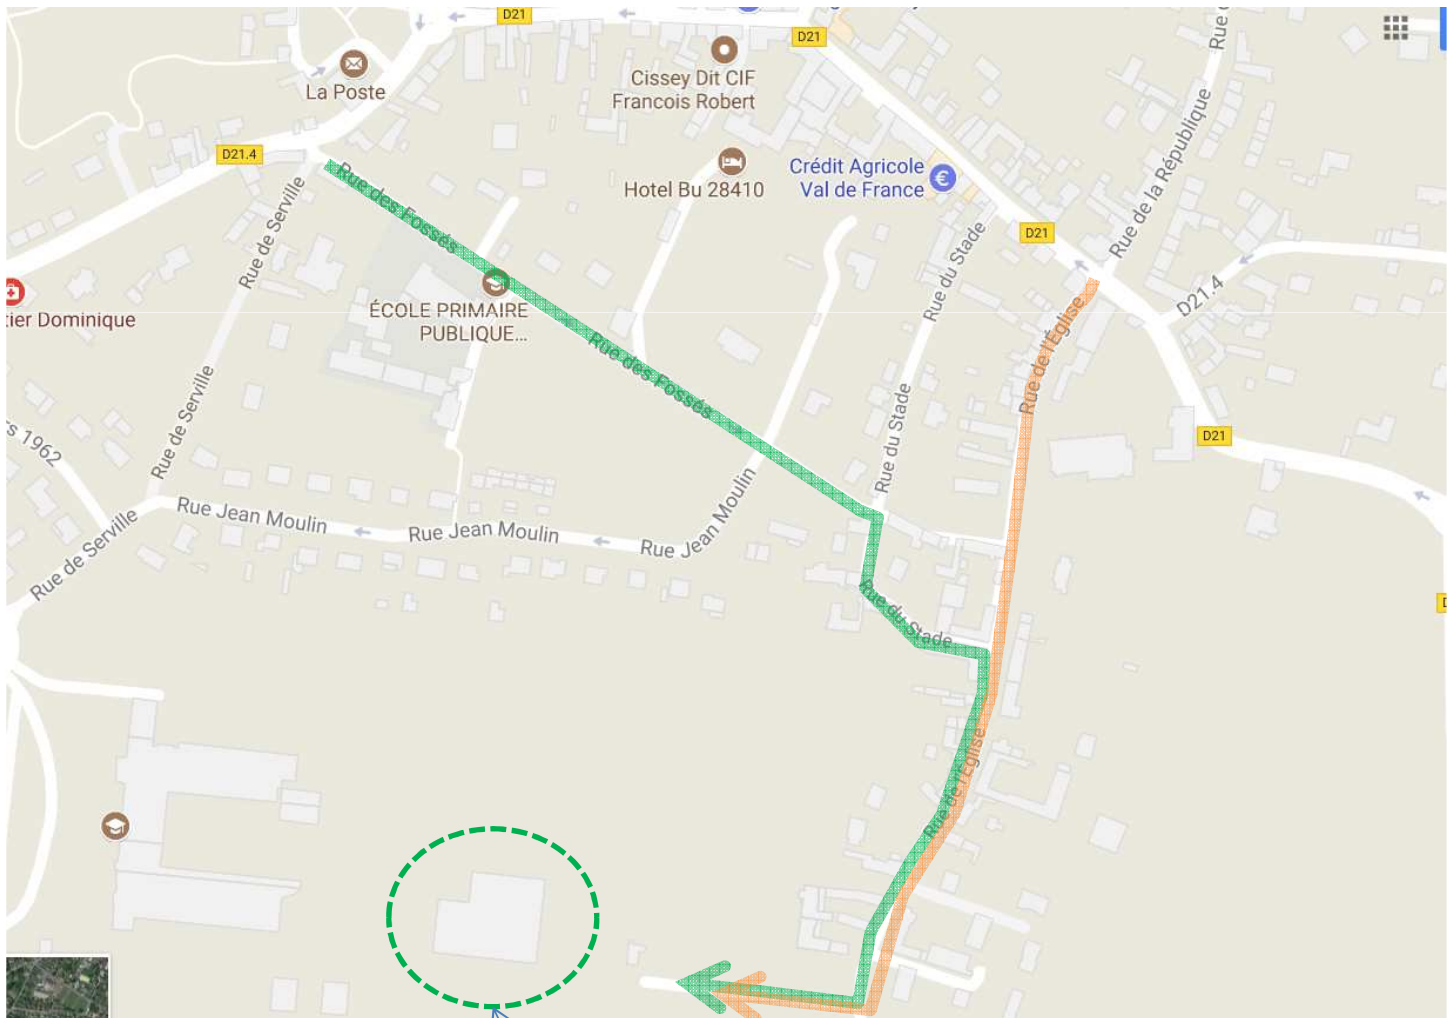 D21
D21
Cissey Dit CIF
Francois Robert
La Poste
D21.4
Rue des Fossés
Hotel Bu 28410
Crédit Agricole
Val de France
€
Rue de la République
D21
D21.4
Rue de Serville
Rue du Stade
ÉCOLE PRIMAIRE
PUBLIQUE...
tier Dominique
Rue des Fossés
Rue de l'Église
Rue de Serville
Rue du Stade
D21
s 1962
Rue Jean Moulin
Rue Jean Moulin
Rue Jean Moulin
Rue Jean Moulin
Rue de Serville
Rue du Stade
Rue de l'Église